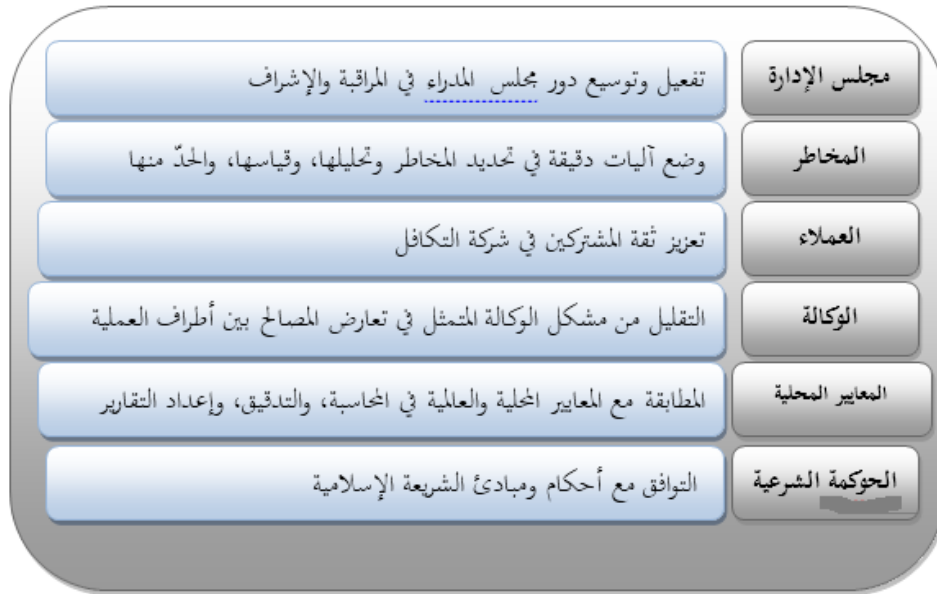 مجلس الإدارة
تفعيل وتوسيع دور مجلس المدراء في المراقبة والإشراف
المخاطر
وضع آليات دقيقة في تحديد المخاطر وتحليلها، وقياسها، والحدّ منها
العملاء
تعزيز ثقة المشتركين في شركة التكافل
الوكالة
التقليل من مشكل الوكالة المتمثل في تعارض المصالح بين أطراف العملية
المعايير المحلية
المطابقة مع المعايير المحلية والعالمية في المحاسبة، والتدقيق، وإعداد التقارير
الحوكمة الشرعية
التوافق مع أحكام ومبادئ الشريعة الإسلامية